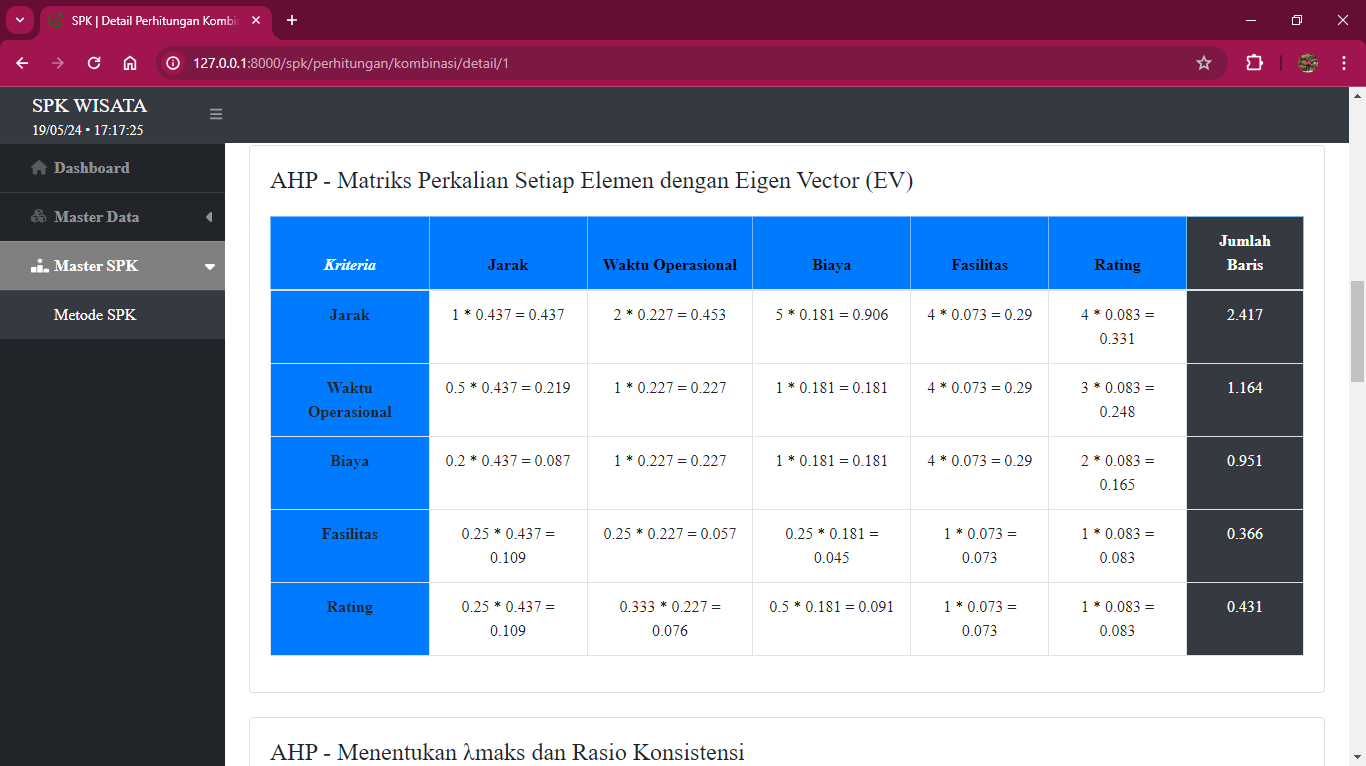 SPK | Detail Perhitungan Kombi
127.0.0.1:8000/spk/perhitungan/kombinasi/detail/1
SPK WISATA
19/05/24 • 17:17:25
Dashboard
Master Data
Master SPK
Metode SPK
AHP - Matriks Perkalian Setiap Elemen dengan Eigen Vector (EV)
Kriteria Jarak Waktu Operasional Biaya Fasilitas Rating Jumlah Baris
Jarak 1 * 0.437 = 0.437 2 * 0.227 = 0.453 5 * 0.181 = 0.906 4 * 0.073 = 0.29 4 * 0.083 = 0.331 2.417
Waktu Operasional 0.5 * 0.437 = 0.219 1 * 0.227 = 0.227 1 * 0.181 = 0.181 4 * 0.073 = 0.29 3 * 0.083 = 0.248 1.164
Biaya 0.2 * 0.437 = 0.087 1 * 0.227 = 0.227 1 * 0.181 = 0.181 4 * 0.073 = 0.29 2 * 0.083 = 0.165 0.951
Fasilitas 0.25 * 0.437 = 0.109 0.25 * 0.227 = 0.057 0.25 * 0.181 = 0.045 1 * 0.073 = 0.073 1 * 0.083 = 0.083 0.366
Rating 0.25 * 0.437 = 0.109 0.333 * 0.227 = 0.076 0.5 * 0.181 = 0.091 1 * 0.073 = 0.073 1 * 0.083 = 0.083 0.431
AHP - Menentukan λmaks dan Rasio Konsistensi